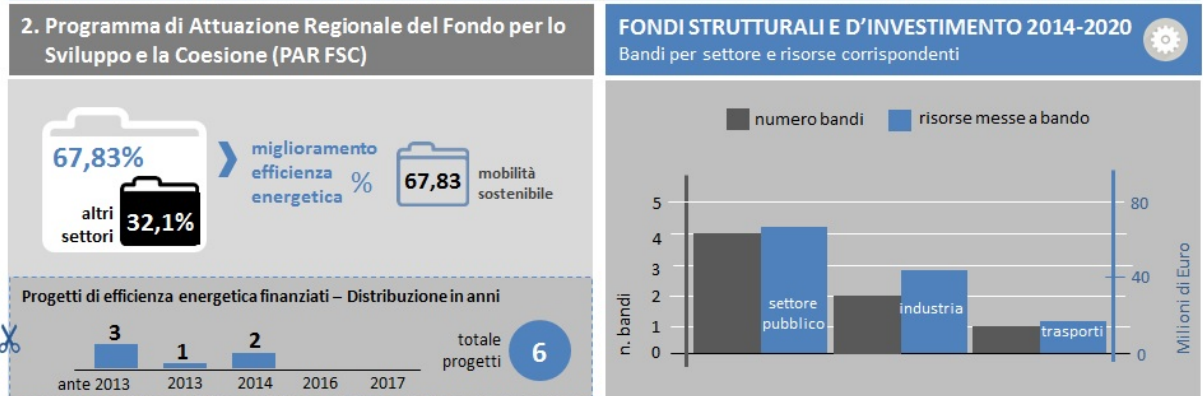 2. Programma di Attuazione Regionale del Fondo per lo
Sviluppo e la Coesione (PAR FSC)
67,83%
altri
settori
32,1%
miglioramento
efficienza
energetica
%
67,83
mobilità
sostenibile
Progetti di efficienza energetica finanziati – Distribuzione in anni
3
1
2
ante 2013
2013
2014
2016
2017
totale
progetti
6
FONDI STRUTTURALI E D'INVESTIMENTO 2014-2020
Bandi per settore e risorse corrispondenti
numero bandi
risorse messe a bando
n. bandi
5
4
3
2
1
0
settore
pubblico
industria
trasporti
80
40
0
Milioni di Euro